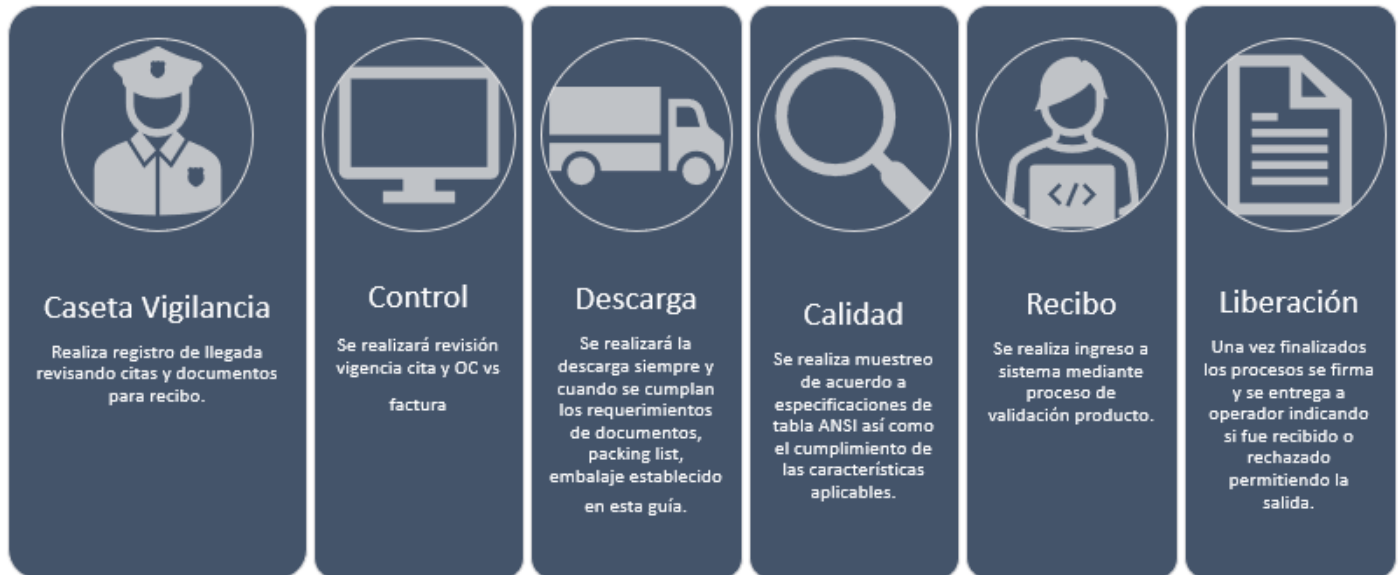 Caseta Vigilancia
Realiza registro de llegada
revisando citas y documentos
para recibo.
Control
Se realizará revisión
vigencia cita y OC vs
factura
Descarga
Se realizará la
descarga siempre y
cuando se cumplan
los requerimientos
de documentos,
packing list,
embalaje establecido
en esta guía.
Calidad
Se realiza muestreo
de acuerdo a
especificaciones de
tabla ANSI así como
el cumplimiento de
las características
aplicables.
Recibo
</>
Se realiza ingreso a
sistema mediante
proceso de
validación producto.
Liberación
Una vez finalizados
los procesos se firma
y se entrega a
operador indicando
si fue recibido o
rechazado
permitiendo la
salida.